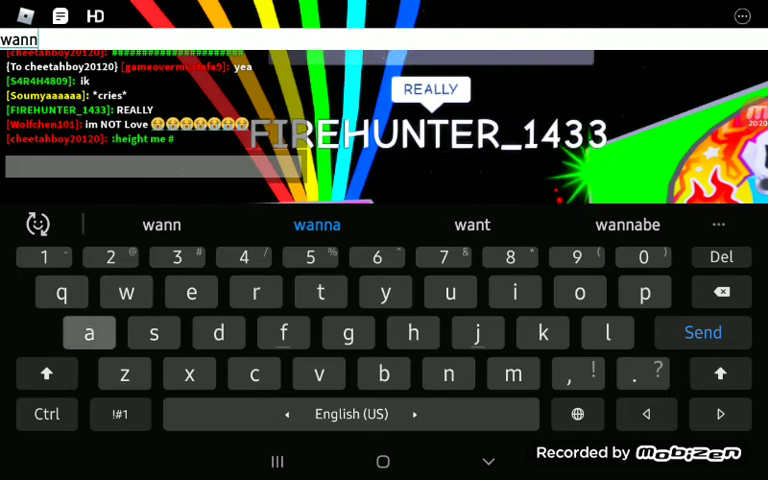 HD
wann
[cheetahboy20120]: ######################
{To cheetahboy20120} [gameovermustafa9]: yea
[S4R4H4809]: ik
[Soumyaaaaaa]: *cries*
[FIREHUNTER_1433]: REALLY
[Wolfchen101]: im NOT Love 😭😭😭😭😭😭😭
[cheetahboy20120]: :height me #
REALLY
FIREHUNTER_1433
wann wanna want wannabe ...
1 - 2 @ 3 # 4 / 5 % 6 ^ 7 & 8 * 9 ( 0 ) Del
q w e r t y u i o p
a s d f g h j k l Send
z x c v b n m , ! . ?
Ctrl !#1 English (US)
Recorded by Mobizen